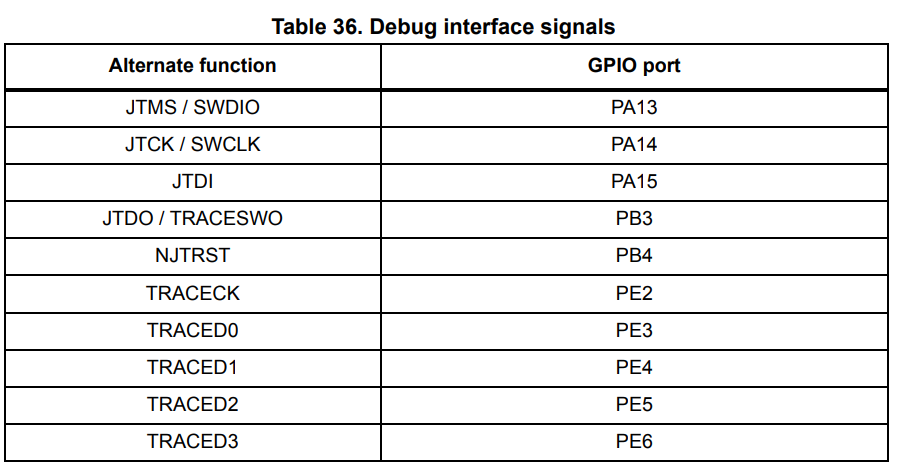 Table 36. Debug interface signals
Alternate function GPIO port
JTMS / SWDIO PA13
JTCK / SWCLK PA14
JTDI PA15
JTDO / TRACESWO PB3
NJTRST PB4
TRACECK PE2
TRACED0 PE3
TRACED1 PE4
TRACED2 PE5
TRACED3 PE6